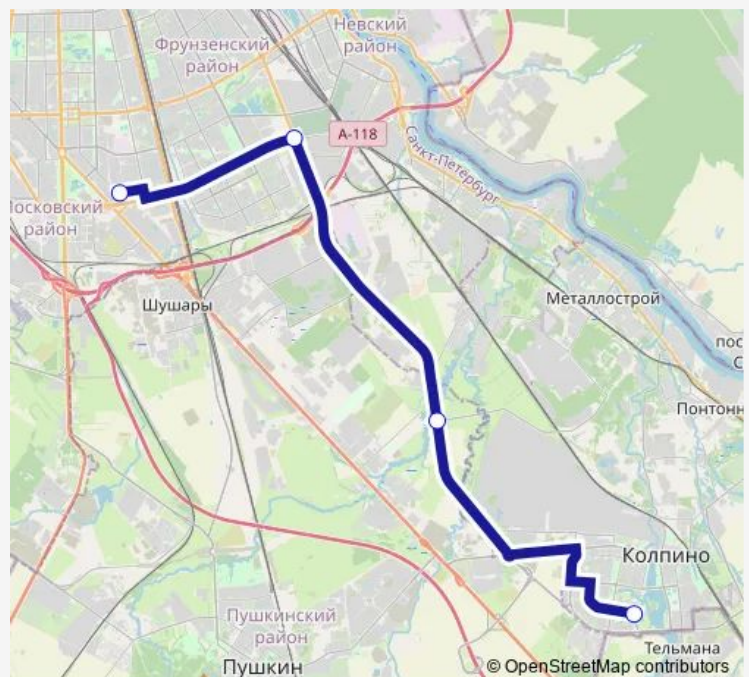 Невский
район
Фрунзенский
район
А-118
Санкт-Петербург
Московский
район
Шушары
Металлострой
пос
С
Понтонн
Колпино
Пушкинский
район
Тельмана
Пушкин
© OpenStreetMap contributors